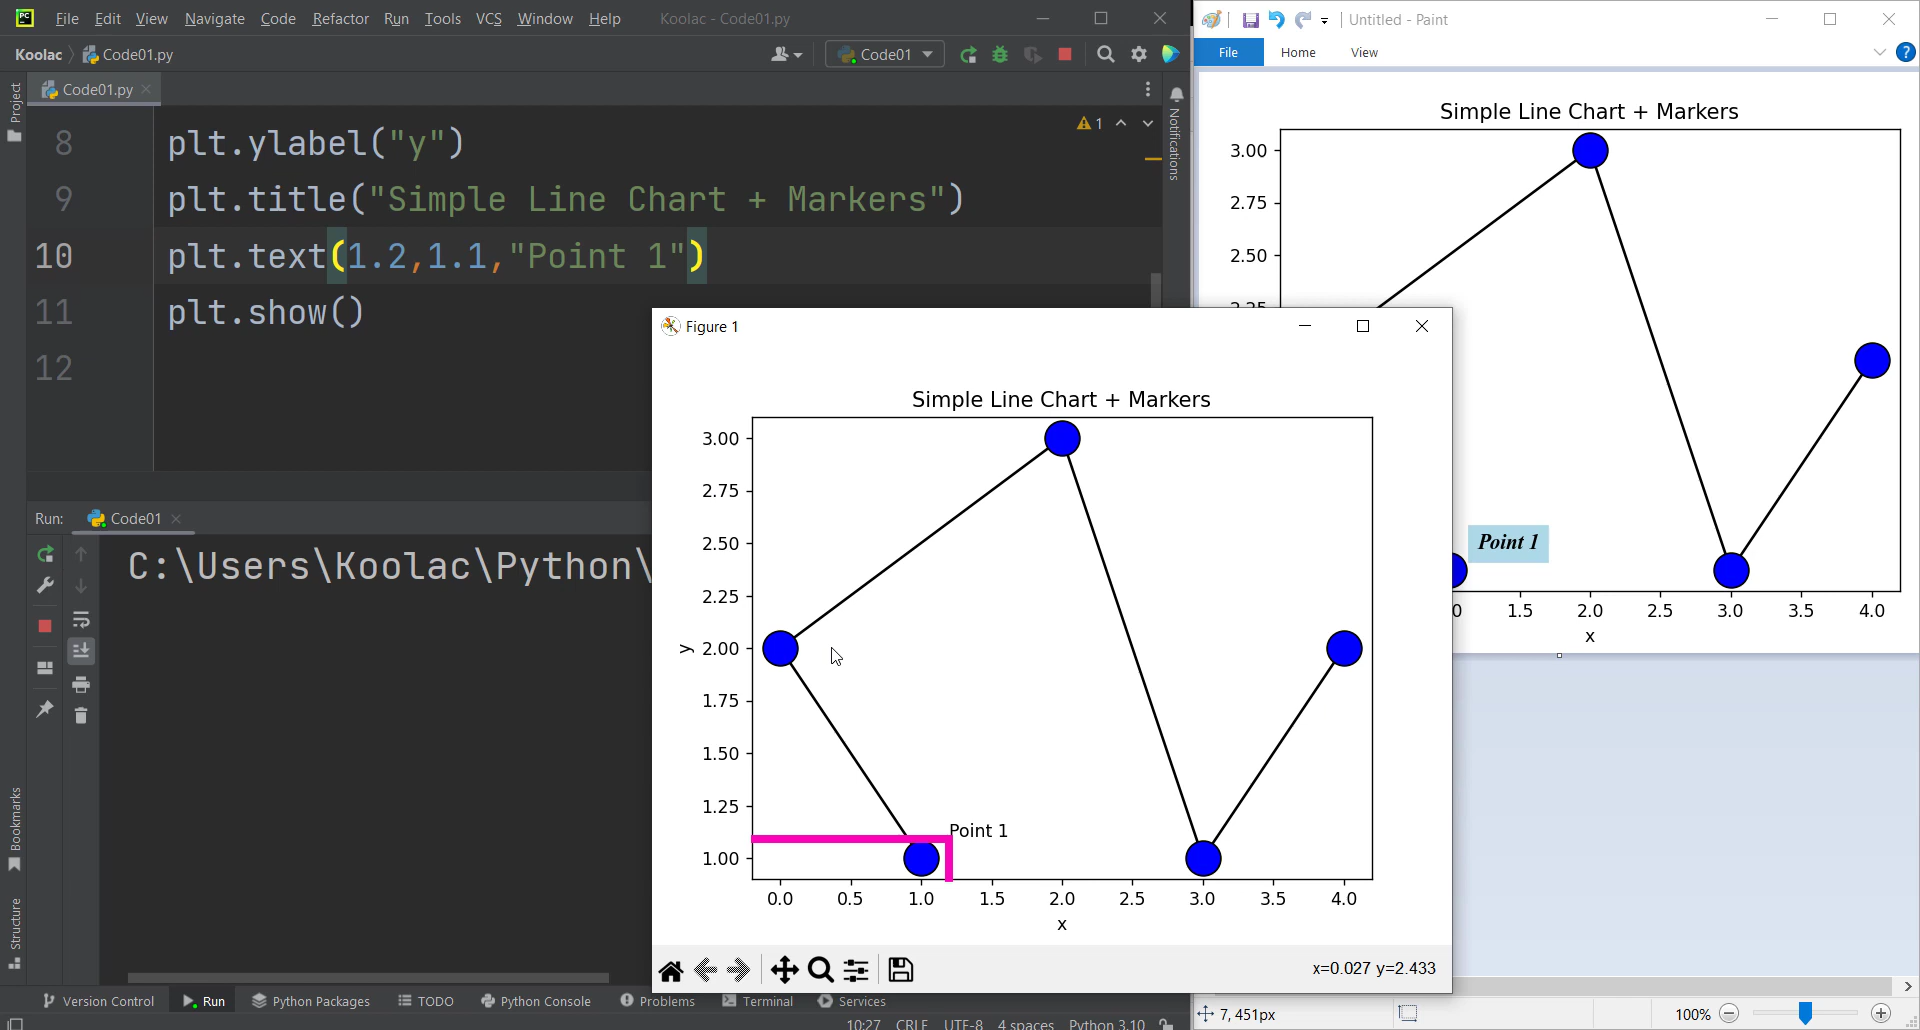 File Edit View Navigate Code Refactor Run Tools VCS Window Help Koolac - Code01.py
Koolac Code01.py Code01
Project
Code01.py
Notifications
1
8 plt.ylabel("y")
9 plt.title("Simple Line Chart + Markers")
10 plt.text(1.2,1.1,"Point 1")
11 plt.show()
12
Run: Code01
C:\Users\Koolac\Python\
Bookmarks
Structure
Version Control Run Python Packages TODO Python Console Problems Terminal Services
10:27 CRLF UTF-8 4 spaces Python 3.10
Figure 1
Simple Line Chart + Markers
3.00
2.75
2.50
2.25
2.00
1.75
1.50
1.25
1.00
y
Point 1
0.0 0.5 1.0 1.5 2.0 2.5 3.0 3.5 4.0
x
x=0.027 y=2.433
Untitled - Paint
File Home View
Simple Line Chart + Markers
3.00
2.75
2.50
2.25
Point 1
1.5 2.0 2.5 3.0 3.5 4.0
x
7, 451px 100%